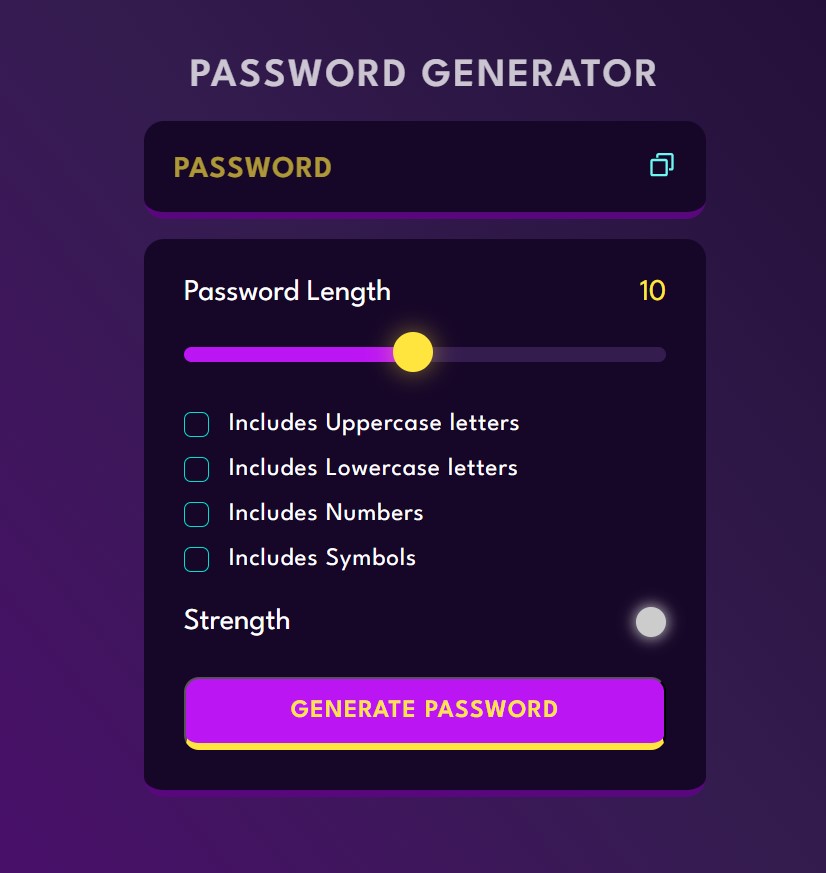 PASSWORD GENERATOR
PASSWORD
Password Length 10
Includes Uppercase letters
Includes Lowercase letters
Includes Numbers
Includes Symbols
Strength
GENERATE PASSWORD